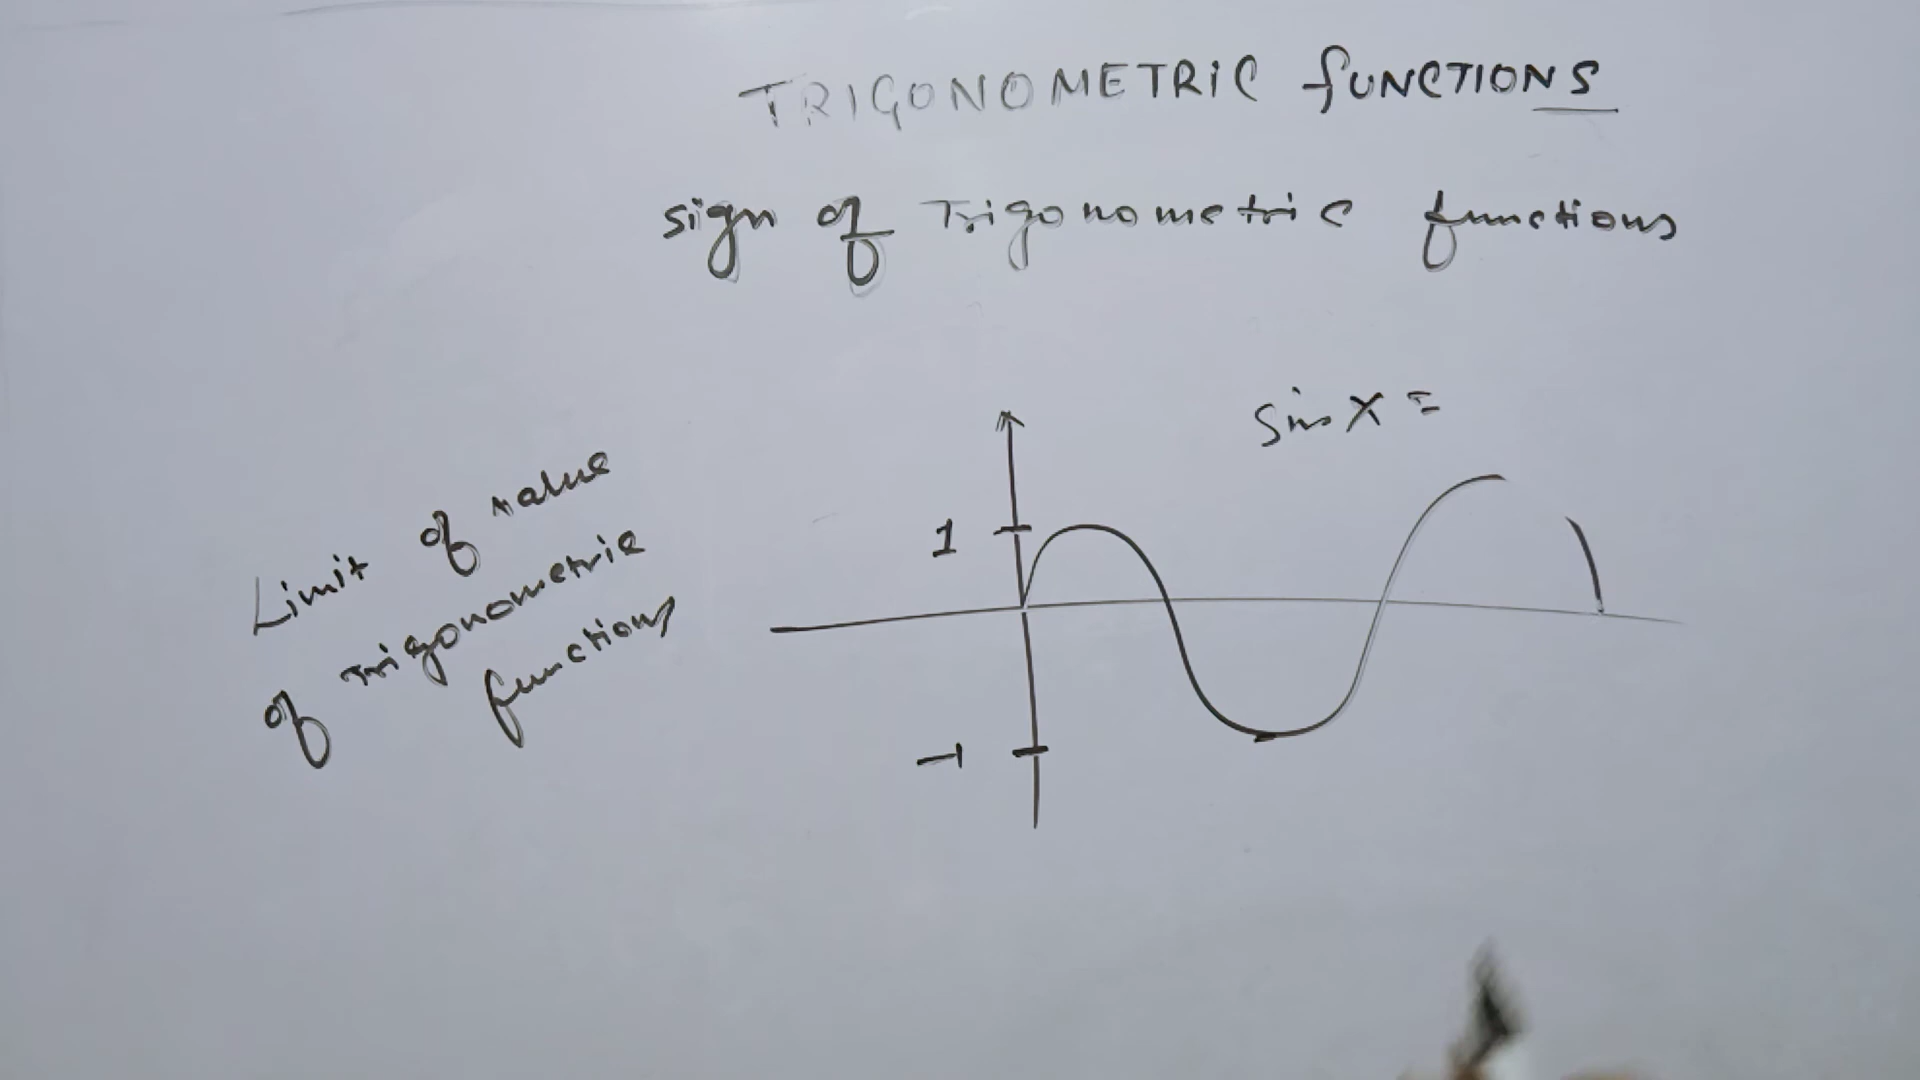 TRIGONOMETRIC FUNCTIONS
sign of Trigonometric functions
sin x =
Limit of value
of Trigonometric
functions
1
-1